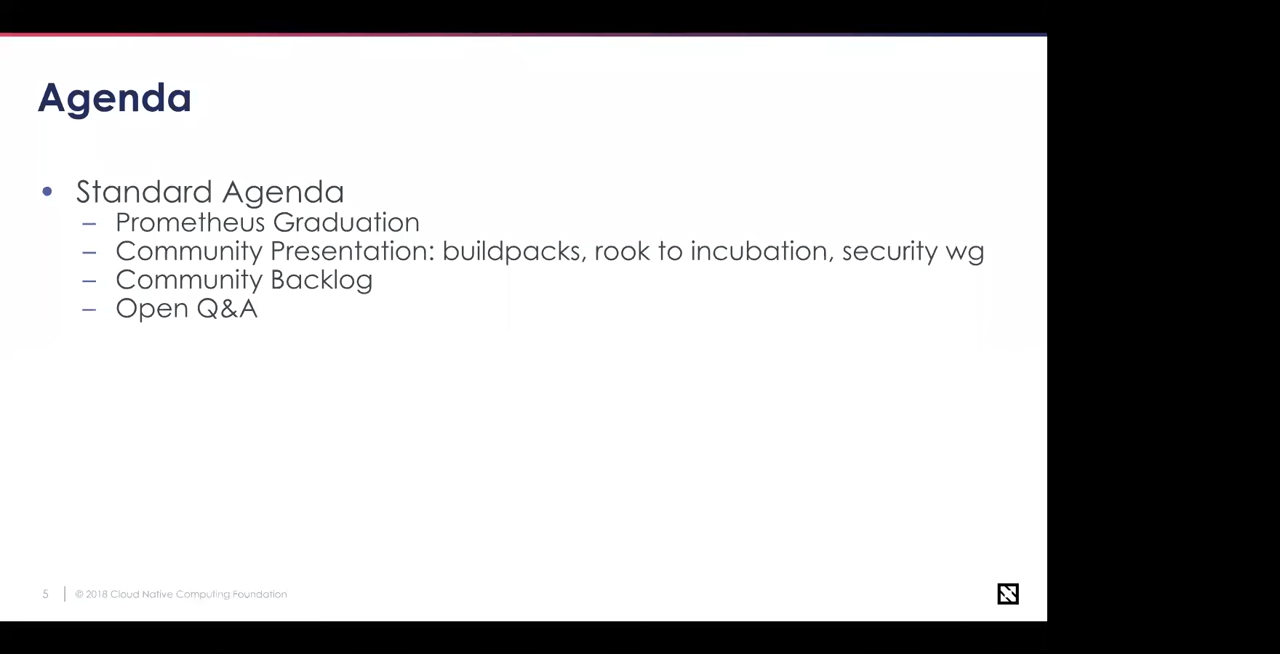 Agenda
• Standard Agenda
– Prometheus Graduation
– Community Presentation: buildpacks, rook to incubation, security wg
– Community Backlog
– Open Q&A
5 | © 2018 Cloud Native Computing Foundation